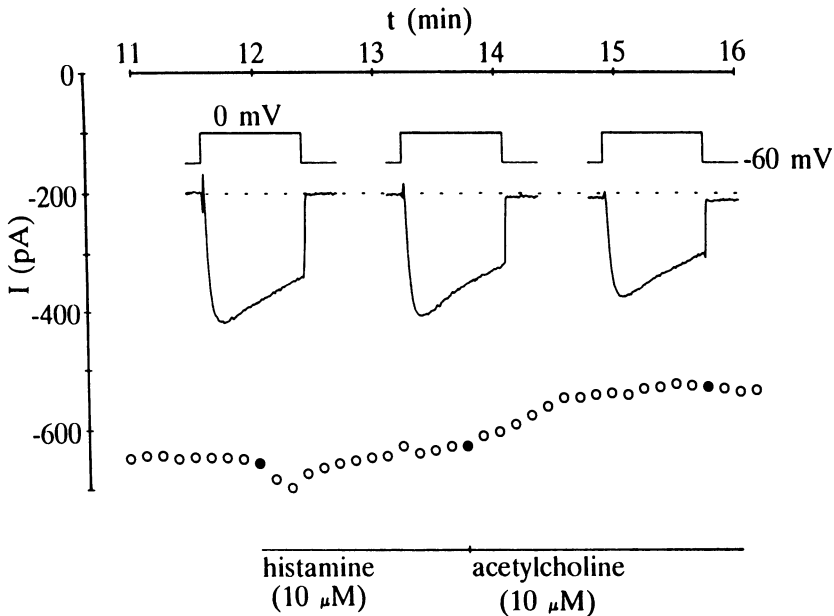 t (min)
11 12 13 14 15 16
0
0 mV
-60 mV
-200
I (pA)
-400
-600
histamine acetylcholine
(10 μM) (10 μM)